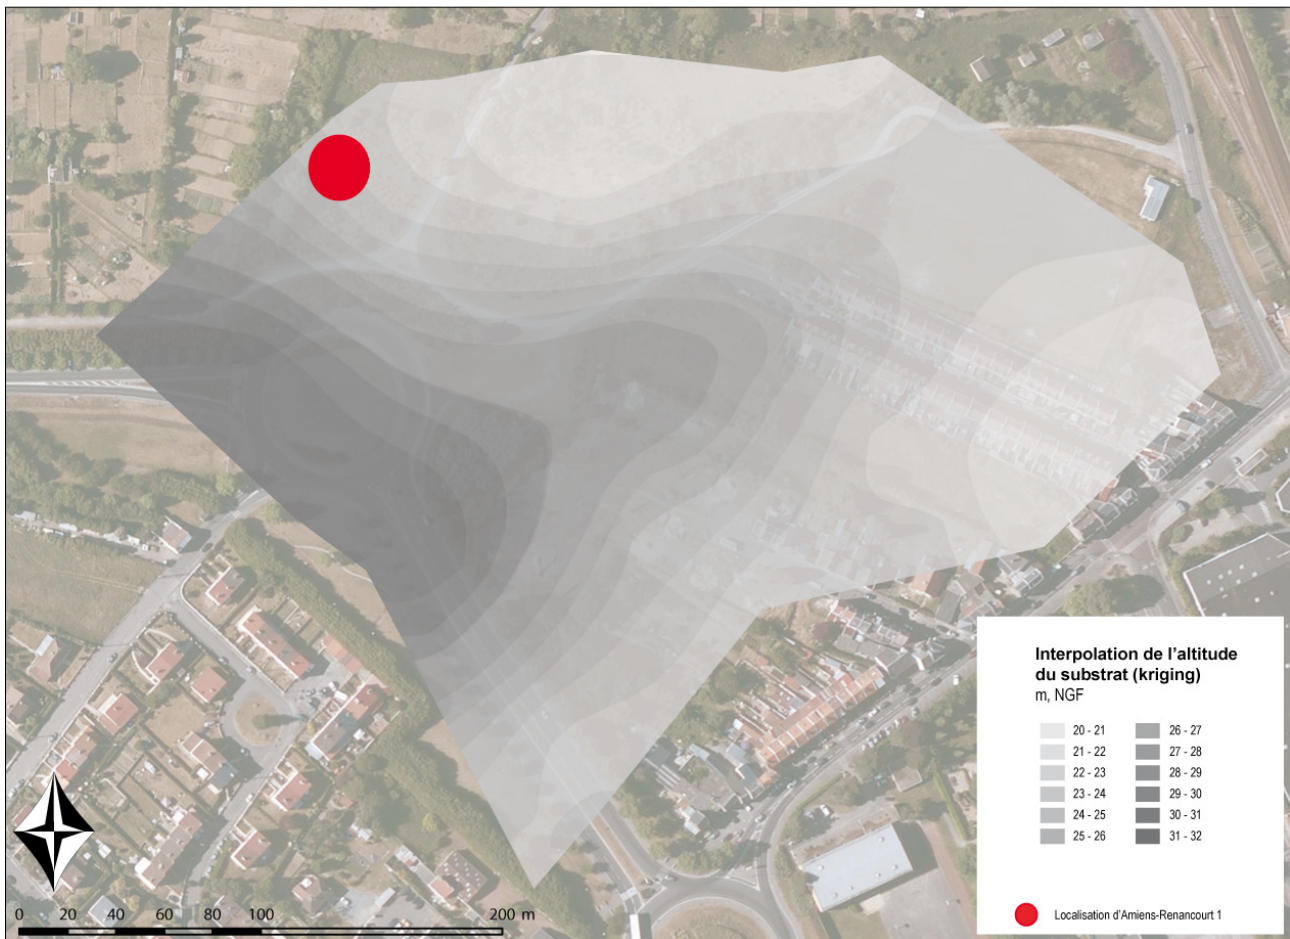 Interpolation de l'altitude
du substrat (kriging)
m, NGF
20 - 21
21 - 22
22 - 23
23 - 24
24 - 25
25 - 26
26 - 27
27 - 28
28 - 29
29 - 30
30 - 31
31 - 32
Localisation d'Amiens-Renancourt 1
0 20 40 60 80 100 200 m